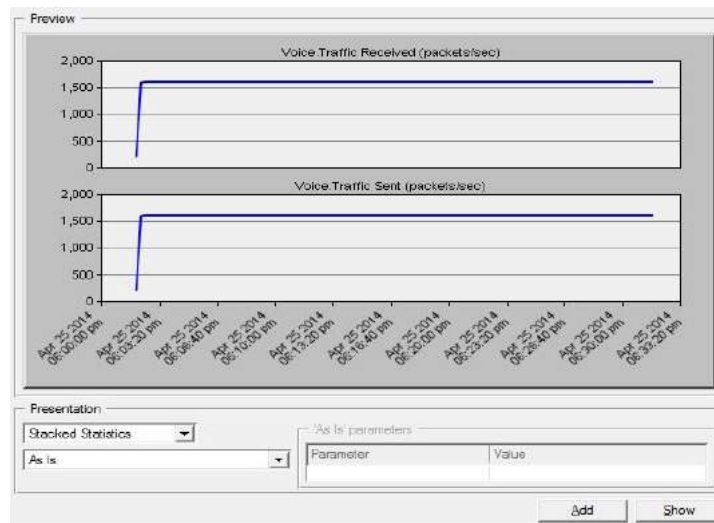 Preview
Voice.Traffic Received (packets/sec)
2,000
1,500
1,000
500
0
Voice.Traffic Sent (packets/sec)
2,000
1,500
1,000
500
0
Apr 25 2014
06:00:00 pm
Apr 25 2014
06:03:20 pm
Apr 25 2014
06:06:40 pm
Apr 25 2014
06:10:00 pm
Apr 25 2014
06:13:20 pm
Apr 25 2014
06:16:40 pm
Apr 25 2014
06:20:00 pm
Apr 25 2014
06:23:20 pm
Apr 25 2014
06:26:40 pm
Apr 25 2014
06:30:00 pm
Apr 25 2014
06:33:20 pm
Presentation
Stacked Statistics
As Is
'As Is' parameters
Parameter Value
Add Show